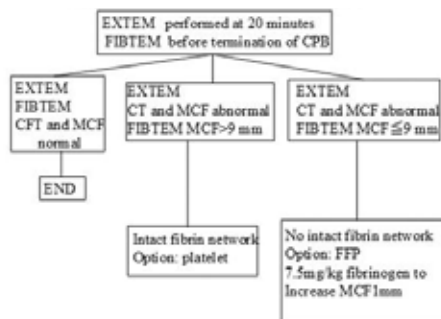 EXTEM performed at 20 minutes
FIBTEM before termination of CPB
EXTEM
FIBTEM
CFT and MCF
normal
EXTEM
CT and MCF abnormal
FIBTEM MCF>9 mm
EXTEM
CT and MCF abnormal
FIBTEM MCF≦9 mm
END
Intact fibrin network
Option: platelet
No intact fibrin network
Option: FFP
7.5mg/kg fibrinogen to
Increase MCF1mm